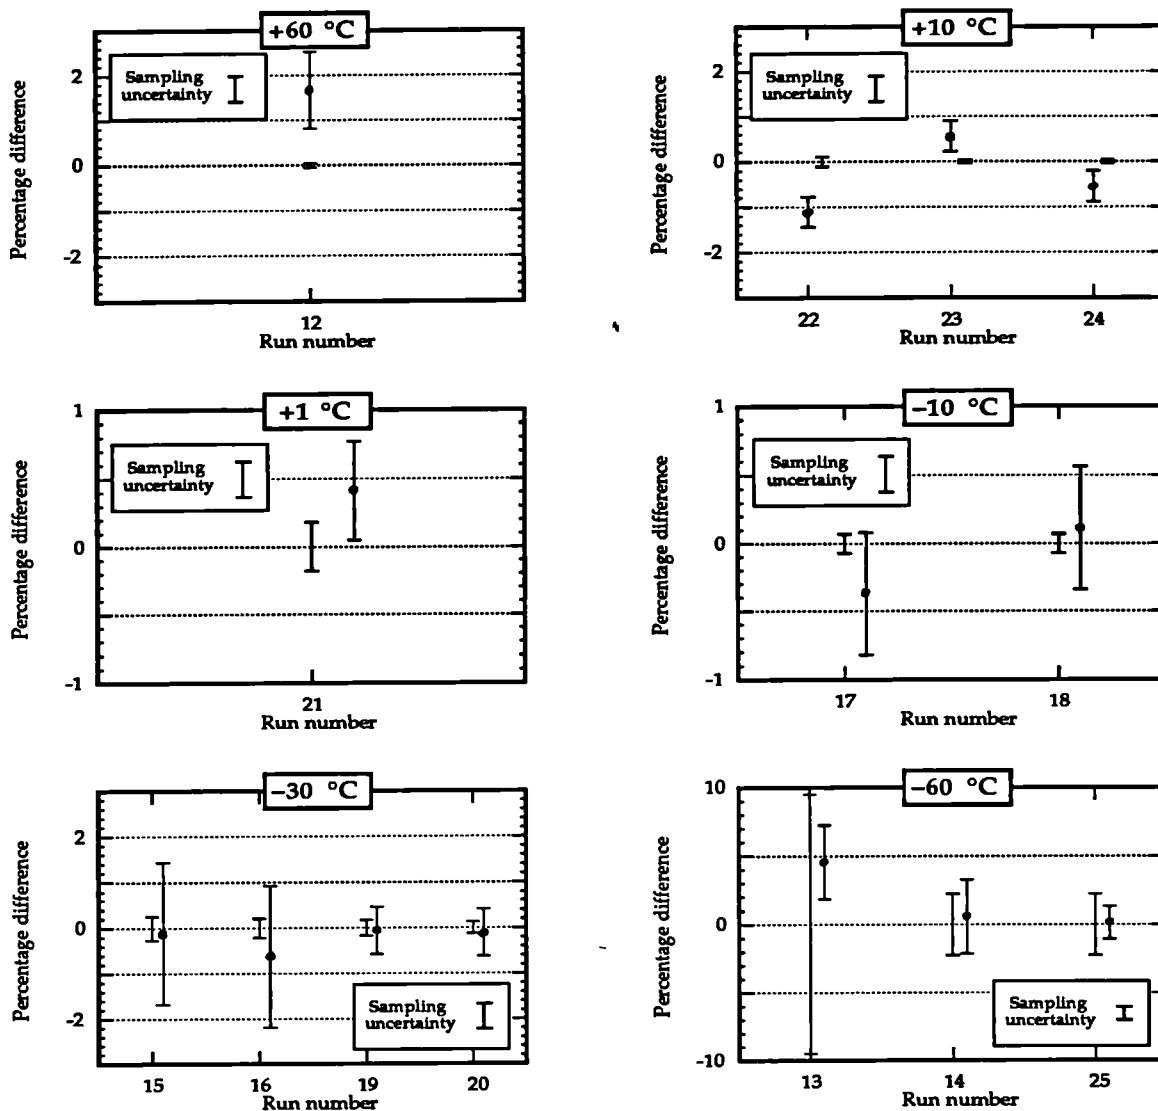 +60 °C
Percentage difference
2
0
-2
Sampling
uncertainty
12
Run number
+10 °C
Percentage difference
2
0
-2
Sampling
uncertainty
22 23 24
Run number
+1 °C
Percentage difference
1
0
-1
Sampling
uncertainty
21
Run number
−10 °C
Percentage difference
1
0
-1
Sampling
uncertainty
17 18
Run number
−30 °C
Percentage difference
2
0
-2
Sampling
uncertainty
15 16 19 20
Run number
−60 °C
Percentage difference
10
0
-10
Sampling
uncertainty
13 14 25
Run number